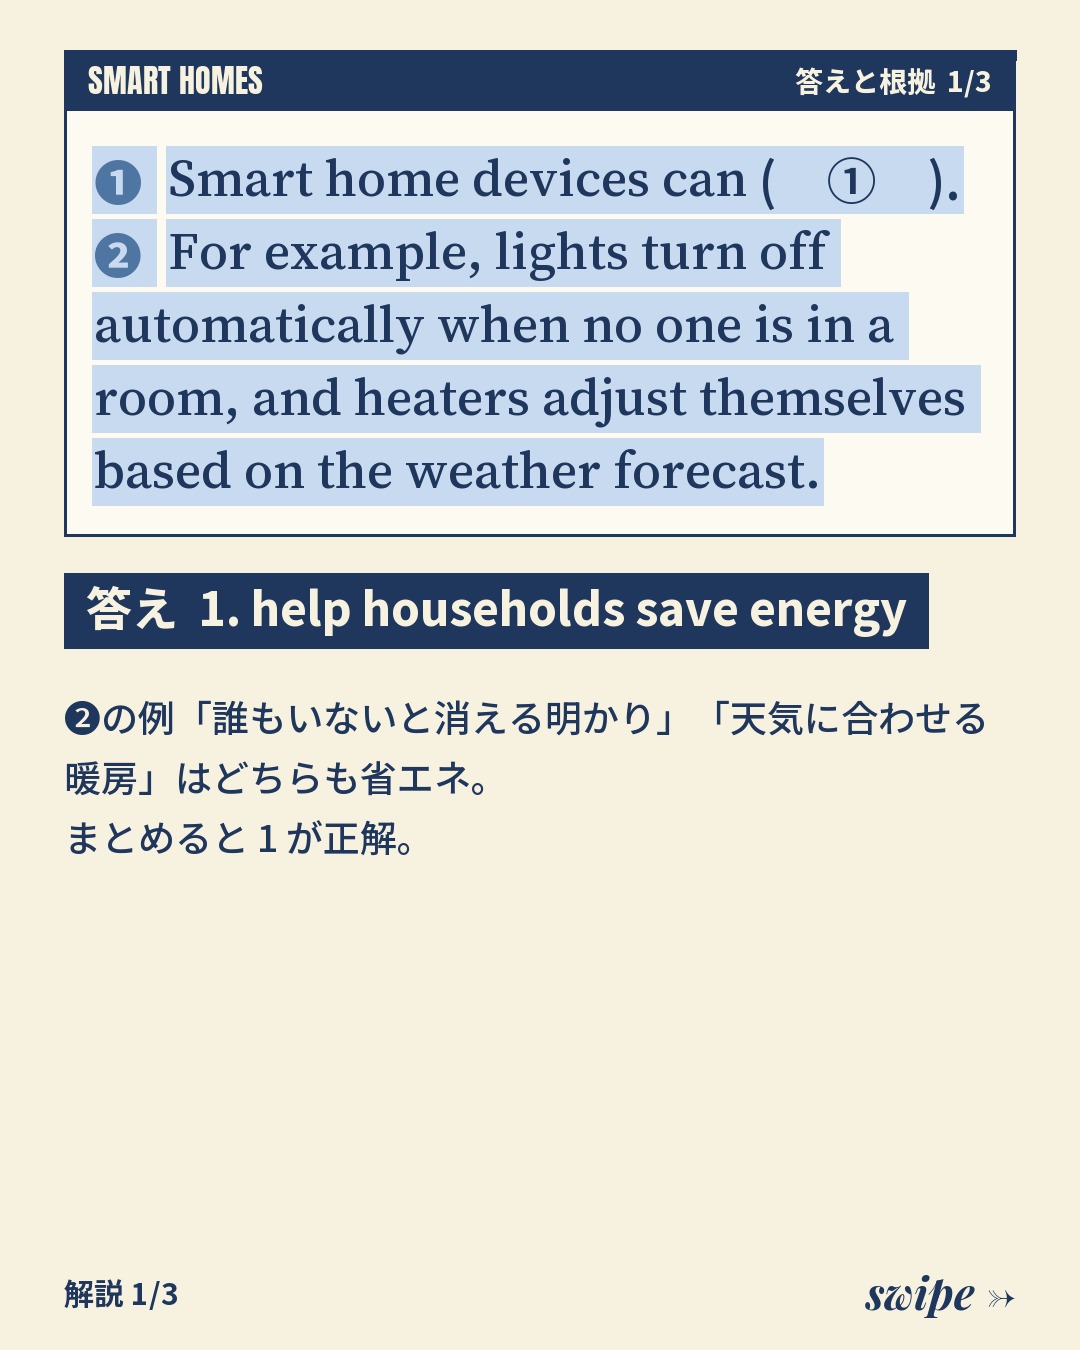 SMART HOMES
答えと根拠 1/3
❶ Smart home devices can ( ① ).
❷ For example, lights turn off
automatically when no one is in a
room, and heaters adjust themselves
based on the weather forecast.
答え 1. help households save energy
❷の例「誰もいないと消える明かり」「天気に合わせる
暖房」はどちらも省エネ。
まとめると 1 が正解。
解説 1/3
swipe